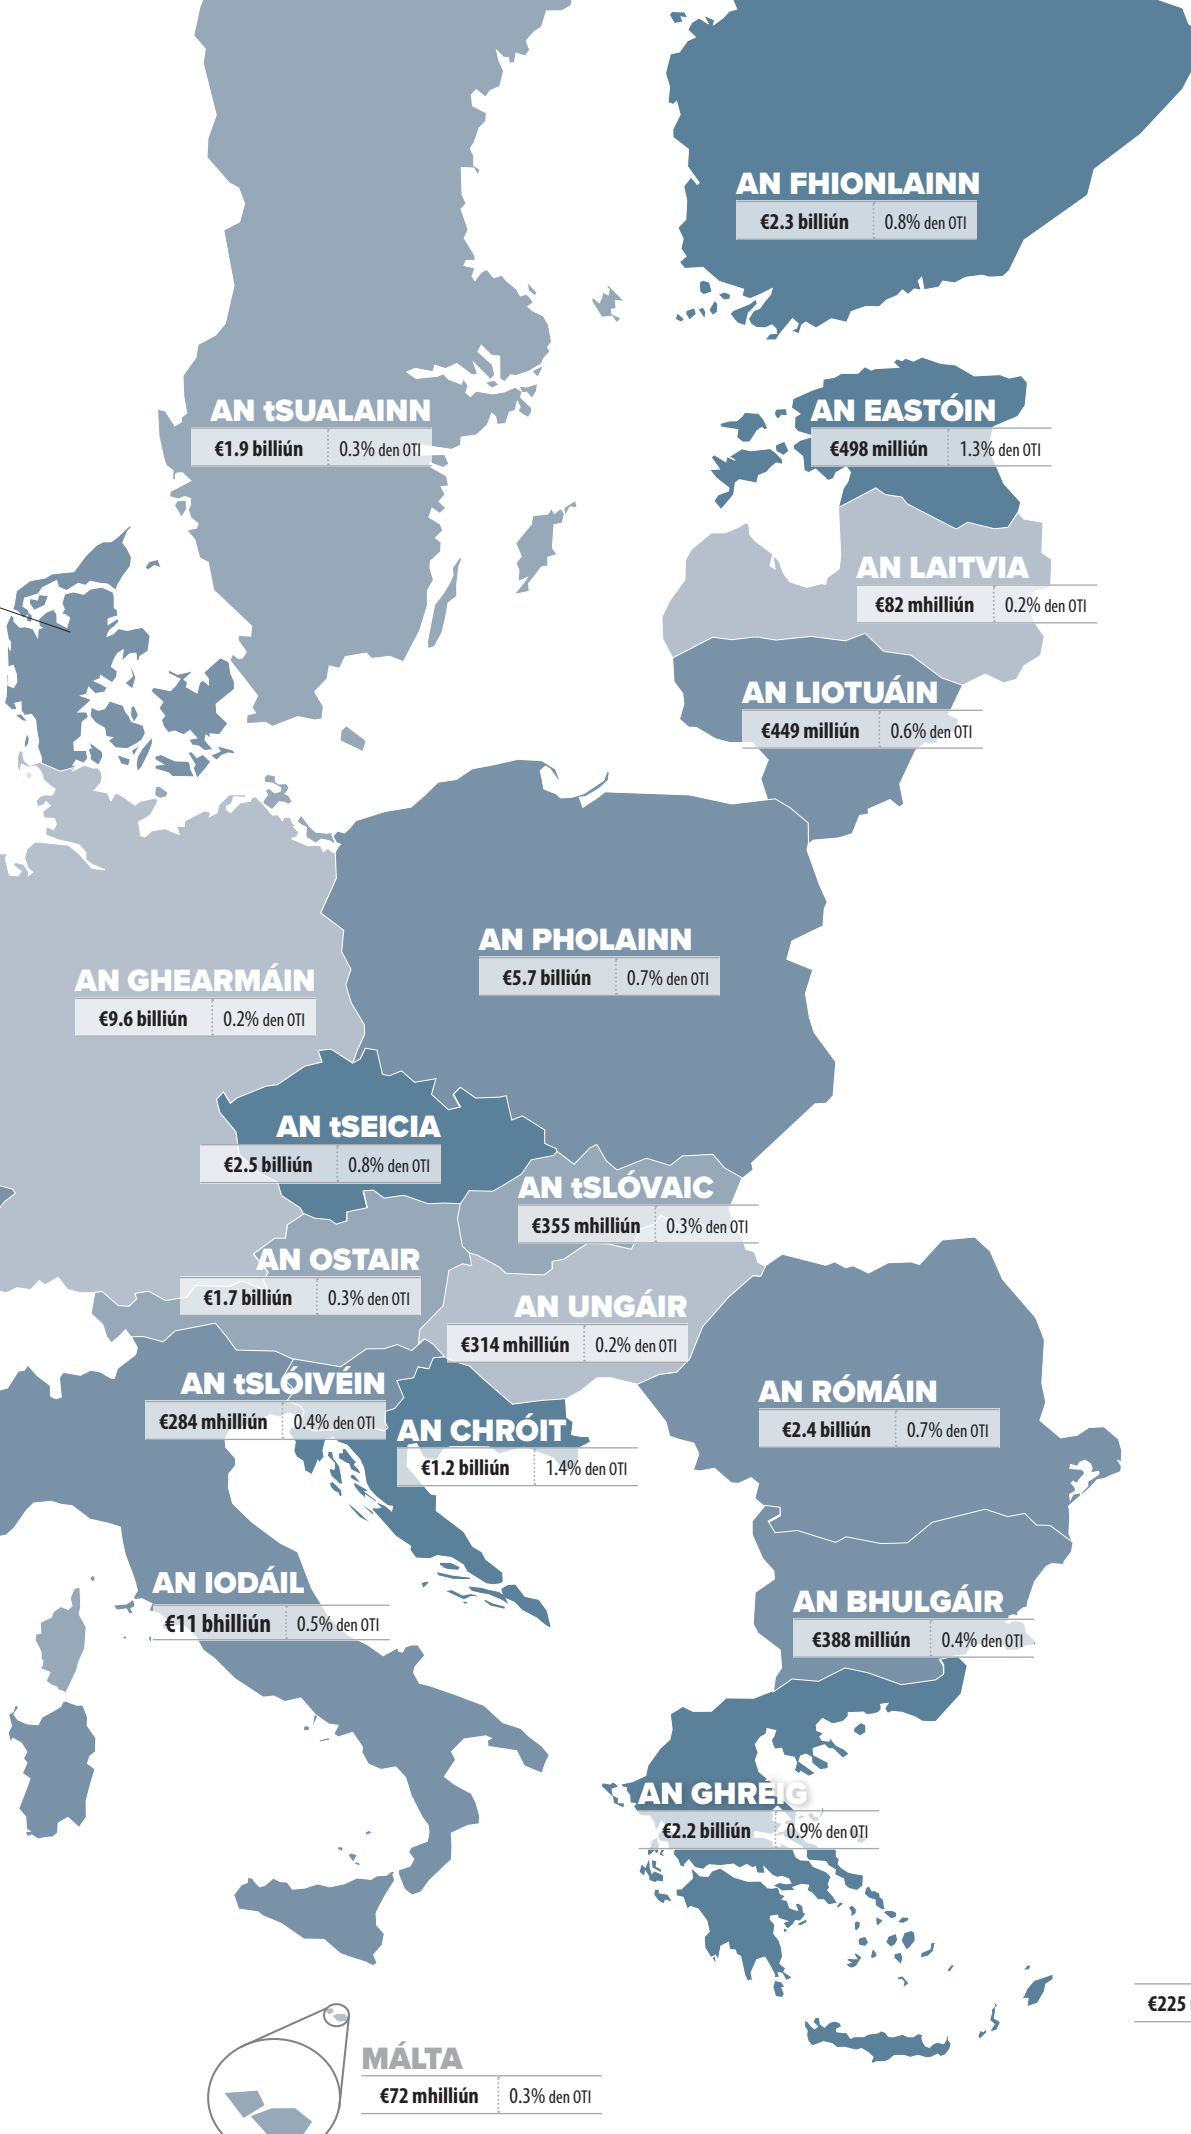 AN FHIONLAINN
€2.3 billiún 0.8% den OTI
AN tSUALAINN
€1.9 billiún 0.3% den OTI
AN EASTÓIN
€498 milliún 1.3% den OTI
AN LAITVIA
€82 mhilliún 0.2% den OTI
AN LIOTUÁIN
€449 milliún 0.6% den OTI
AN PHOLAINN
€5.7 billiún 0.7% den OTI
AN GHEARMÁIN
€9.6 billiún 0.2% den OTI
AN tSEICIA
€2.5 billiún 0.8% den OTI
AN tSLÓVAIC
€355 mhilliún 0.3% den OTI
AN OSTAIR
€1.7 billiún 0.3% den OTI
AN UNGÁIR
€314 mhilliún 0.2% den OTI
AN tSLÓIVÉIN
€284 mhilliún 0.4% den OTI
AN RÓMÁIN
€2.4 billiún 0.7% den OTI
AN CHRÓIT
€1.2 billiún 1.4% den OTI
AN IODÁIL
€11 bhilliún 0.5% den OTI
AN BHULGÁIR
€388 milliún 0.4% den OTI
AN GHRÉIG
€2.2 billiún 0.9% den OTI
€225
MÁLTA
€72 mhilliún 0.3% den OTI